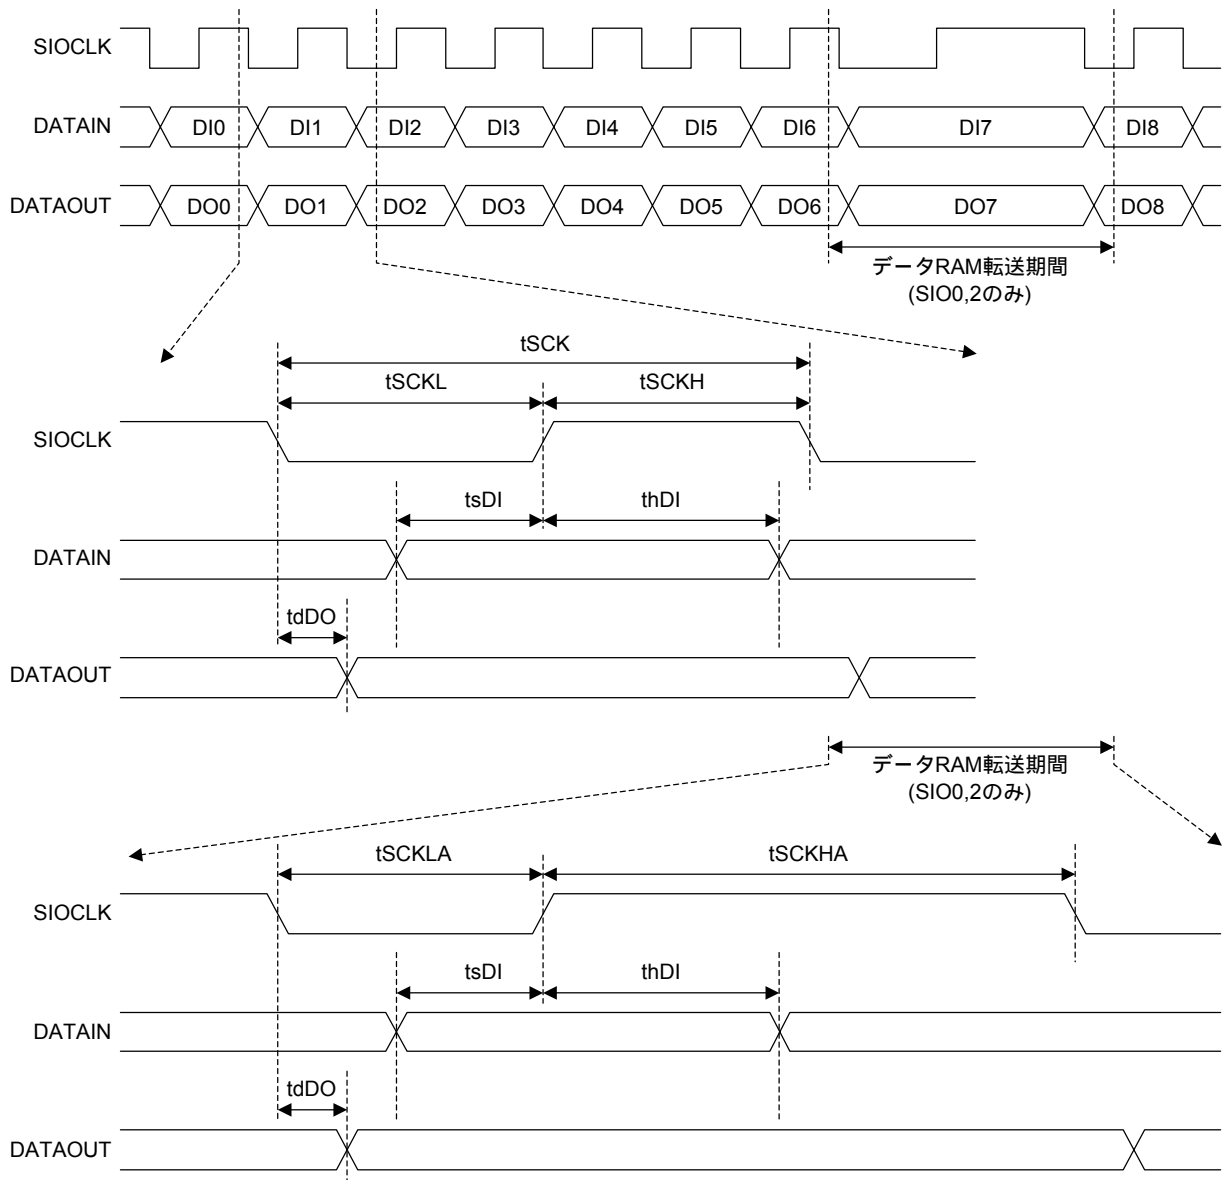 SIOCLK
DATAIN DI0 DI1 DI2 DI3 DI4 DI5 DI6 DI7 DI8
DATAOUT DO0 DO1 DO2 DO3 DO4 DO5 DO6 DO7 DO8
データRAM転送期間
(SIO0,2のみ)
tSCK
tSCKL tSCKH
SIOCLK
tsDI thDI
DATAIN
tdDO
DATAOUT
データRAM転送期間
(SIO0,2のみ)
tSCKLA tSCKHA
SIOCLK
tsDI thDI
DATAIN
tdDO
DATAOUT